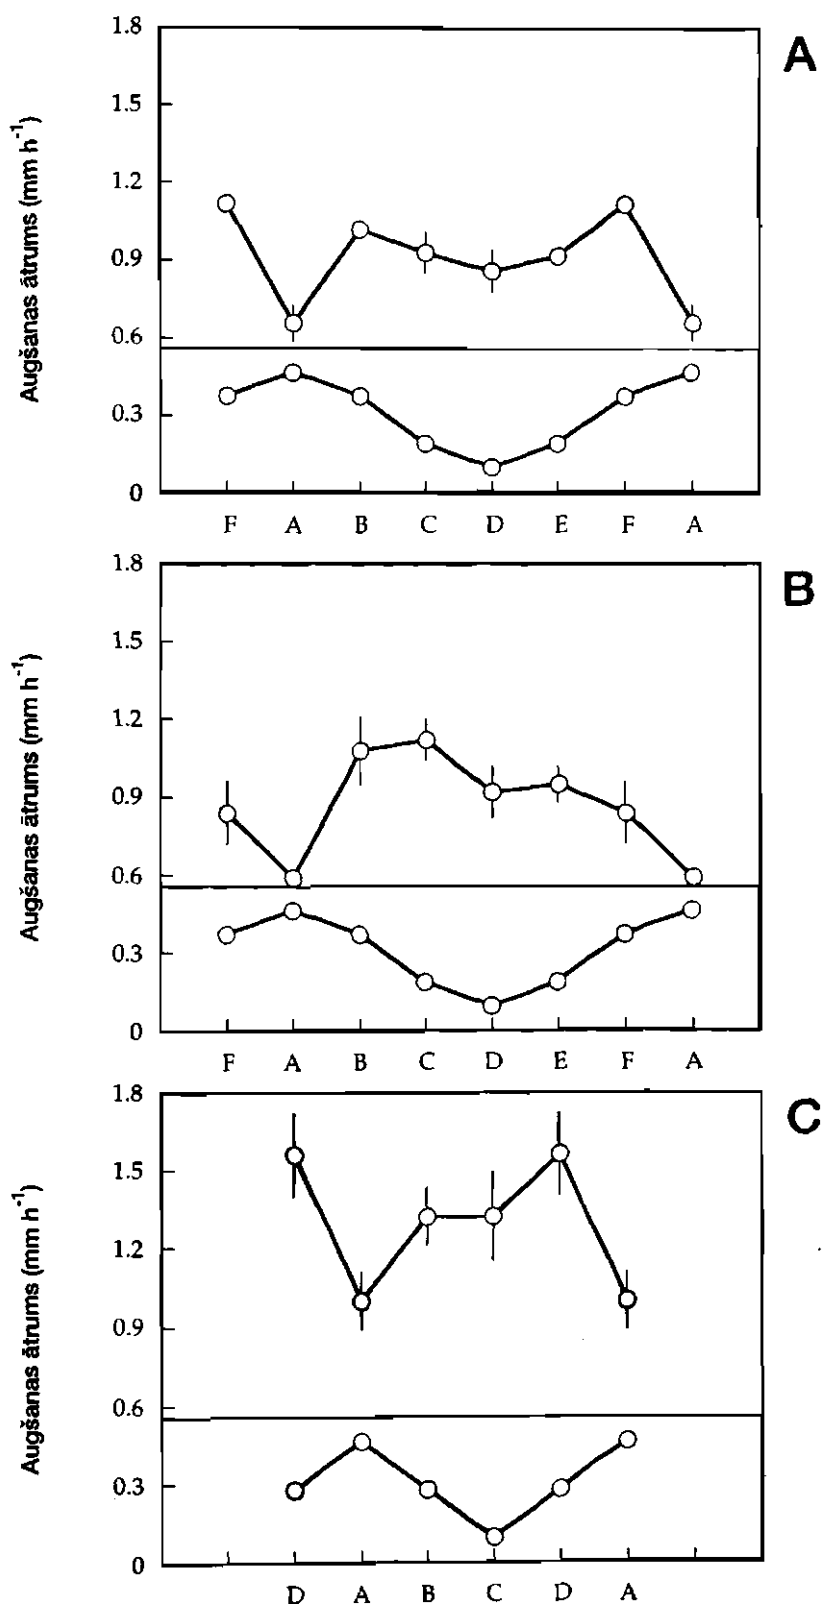 A
Augšanas ātrums (mm h⁻¹)
1.8
1.5
1.2
0.9
0.6
0.3
0
F A B C D E F A
B
Augšanas ātrums (mm h⁻¹)
1.8
1.5
1.2
0.9
0.6
0.3
0
F A B C D E F A
C
Augšanas ātrums (mm h⁻¹)
1.8
1.5
1.2
0.9
0.6
0.3
0
D A B C D A